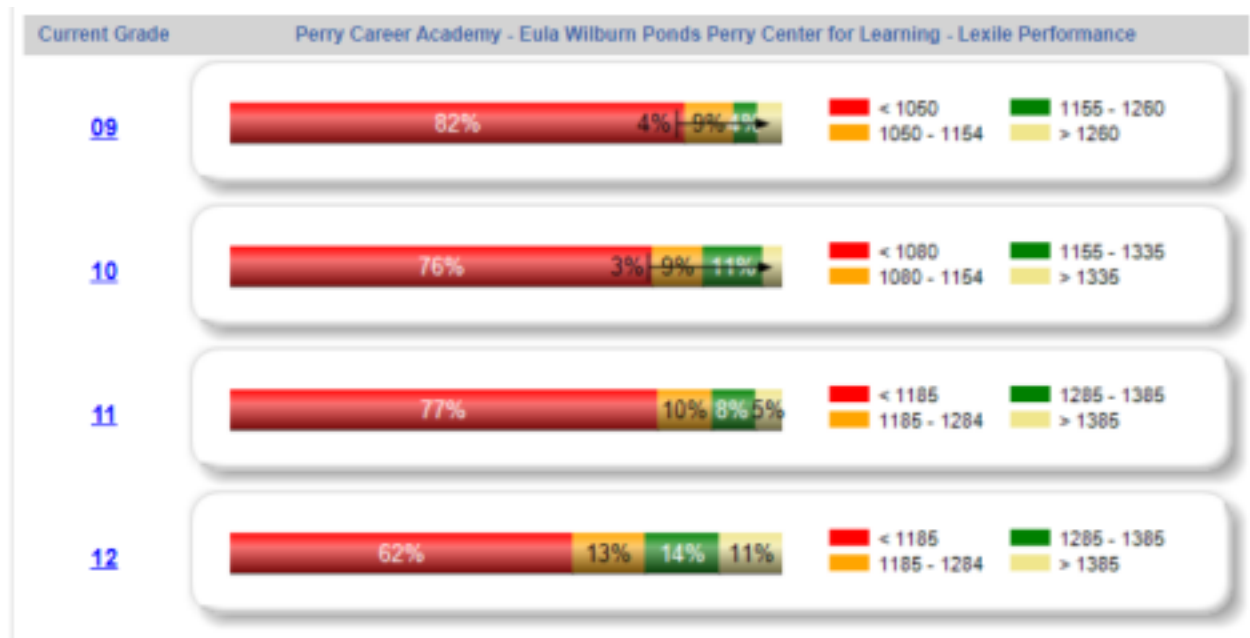 Current Grade Perry Career Academy - Eula Wilburn Ponds Perry Center for Learning - Lexile Performance
09 82% 4% 9% 4% < 1050 1155 - 1260
1050 - 1154 > 1260
10 76% 3% 9% 11% < 1080 1155 - 1335
1080 - 1154 > 1335
11 77% 10% 8% 5% < 1185 1285 - 1385
1185 - 1284 > 1385
12 62% 13% 14% 11% < 1185 1285 - 1385
1185 - 1284 > 1385